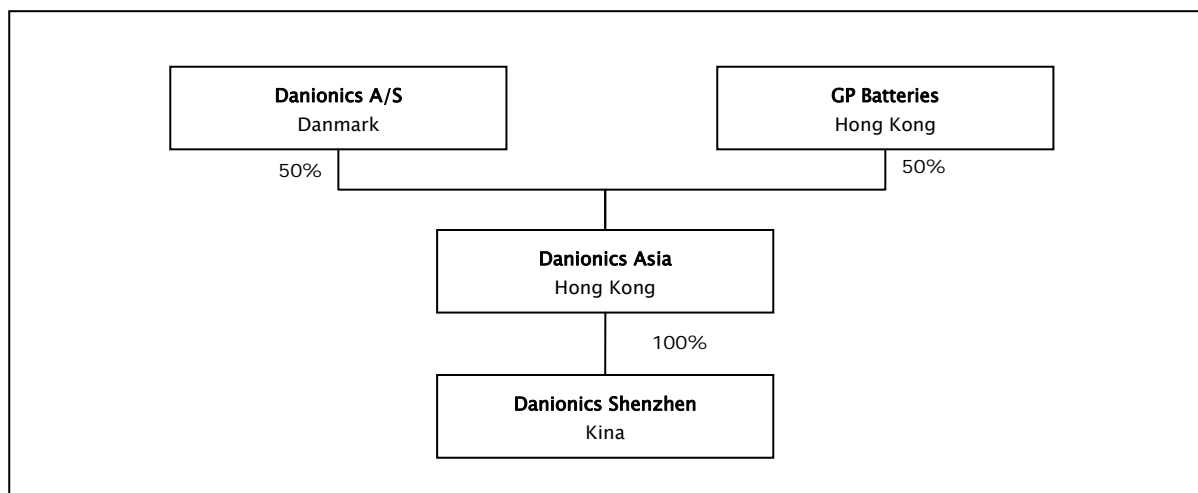 Danionics A/S
Danmark
GP Batteries
Hong Kong
50%
50%
Danionics Asia
Hong Kong
100%
Danionics Shenzhen
Kina